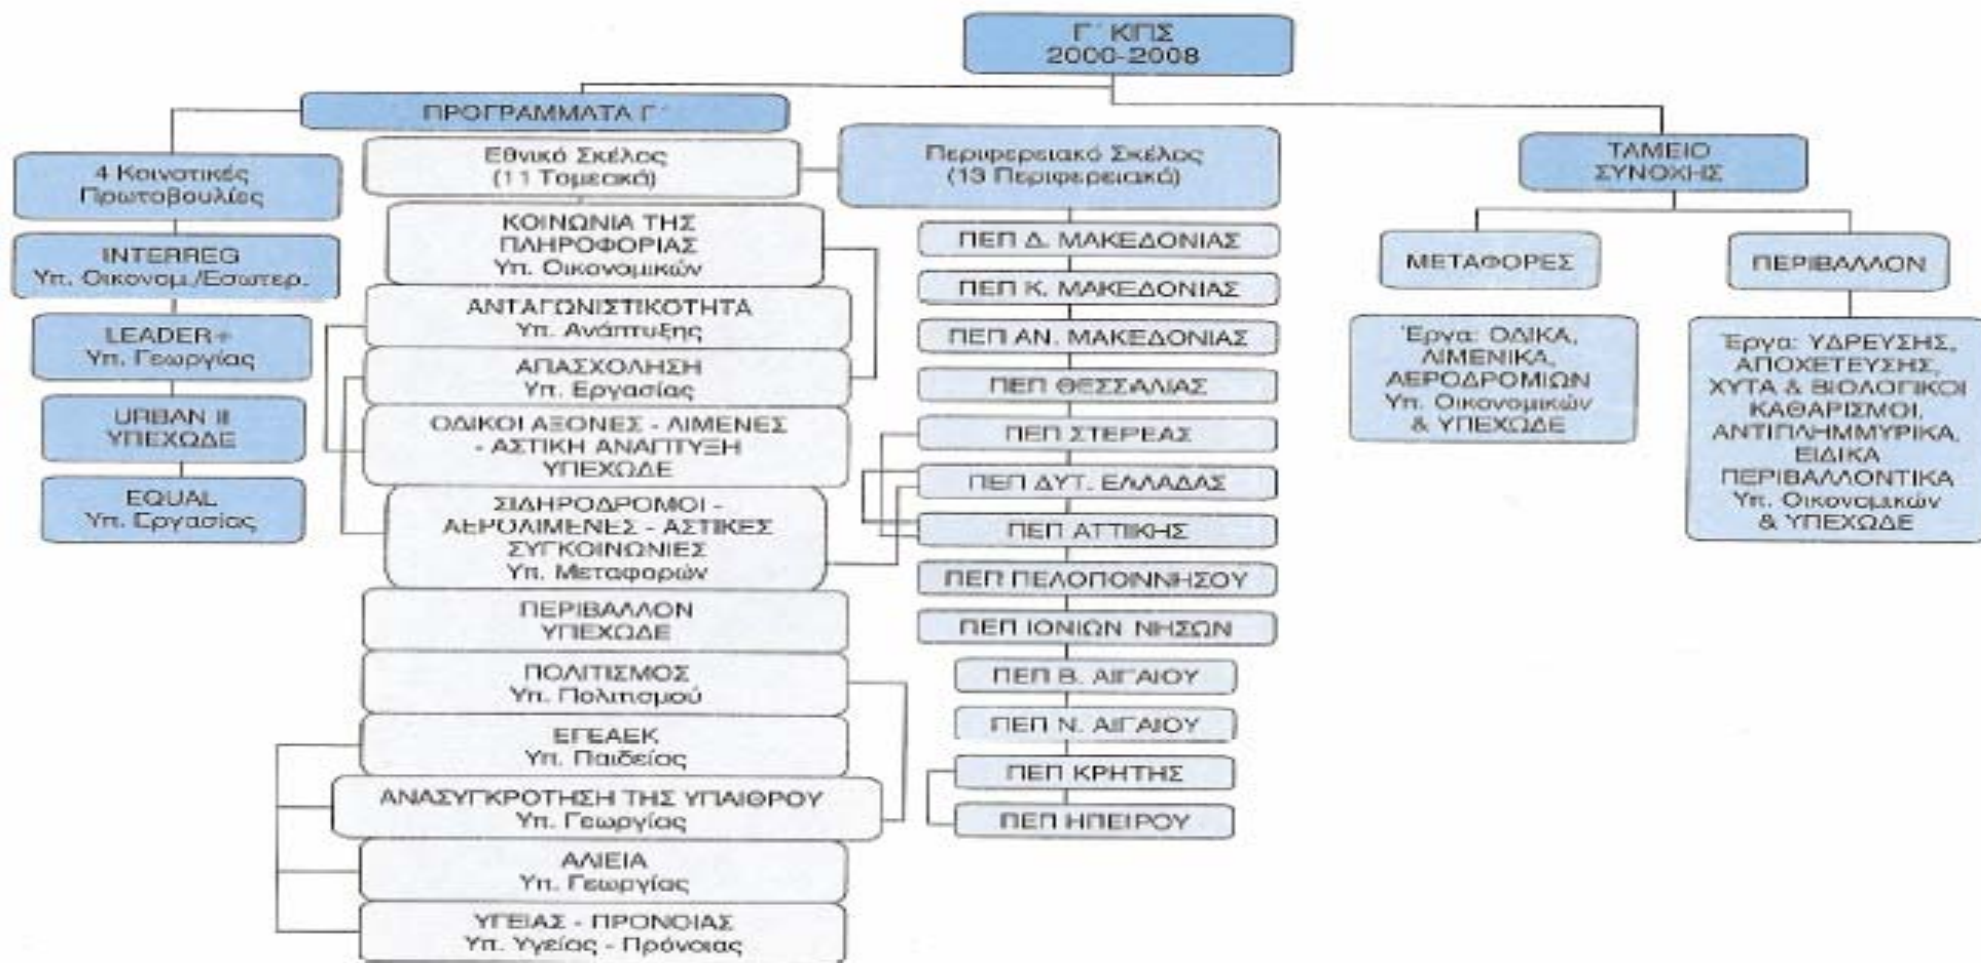 Γ΄ ΚΠΣ
2000-2008
ΠΡΟΓΡΑΜΜΑΤΑ Γ΄
4 Κοινοτικές
Πρωτοβουλίες
INTERREG
Υπ. Οικονομ./Εσωτερ.
LEADER+
Υπ. Γεωργίας
URBAN II
ΥΠΕΧΩΔΕ
EQUAL
Υπ. Εργασίας
Εθνικό Σκέλος
(11 Τομεακά)
ΚΟΙΝΩΝΙΑ ΤΗΣ
ΠΛΗΡΟΦΟΡΙΑΣ
Υπ. Οικονομικών
ΑΝΤΑΓΩΝΙΣΤΙΚΟΤΗΤΑ
Υπ. Ανάπτυξης
ΑΠΑΣΧΟΛΗΣΗ
Υπ. Εργασίας
ΟΔΙΚΟΙ ΑΞΟΝΕΣ - ΛΙΜΕΝΕΣ
- ΑΣΤΙΚΗ ΑΝΑΠΤΥΞΗ
ΥΠΕΧΩΔΕ
ΣΙΔΗΡΟΔΡΟΜΟΙ -
ΑΕΡΟΛΙΜΕΝΕΣ - ΑΣΤΙΚΕΣ
ΣΥΓΚΟΙΝΩΝΙΕΣ
Υπ. Μεταφορών
ΠΕΡΙΒΑΛΛΟΝ
ΥΠΕΧΩΔΕ
ΠΟΛΙΤΙΣΜΟΣ
Υπ. Πολιτισμού
ΕΠΕΑΕΚ
Υπ. Παιδείας
ΑΝΑΣΥΓΚΡΟΤΗΣΗ ΤΗΣ ΥΠΑΙΘΡΟΥ
Υπ. Γεωργίας
ΑΛΙΕΙΑ
Υπ. Γεωργίας
ΥΓΕΙΑΣ - ΠΡΟΝΟΙΑΣ
Υπ. Υγείας - Πρόνοιας
Περιφερειακό Σκέλος
(13 Περιφερειακά)
ΠΕΠ Δ. ΜΑΚΕΔΟΝΙΑΣ
ΠΕΠ Κ. ΜΑΚΕΔΟΝΙΑΣ
ΠΕΠ ΑΝ. ΜΑΚΕΔΟΝΙΑΣ
ΠΕΠ ΘΕΣΣΑΛΙΑΣ
ΠΕΠ ΣΤΕΡΕΑΣ
ΠΕΠ ΔΥΤ. ΕΛΛΑΔΑΣ
ΠΕΠ ΑΤΤΙΚΗΣ
ΠΕΠ ΠΕΛΟΠΟΙΝΝΗΣΟΥ
ΠΕΠ ΙΟΝΙΩΝ ΝΗΣΩΝ
ΠΕΠ Β. ΑΙΓΑΙΟΥ
ΠΕΠ Ν. ΑΙΓΑΙΟΥ
ΠΕΠ ΚΡΗΤΗΣ
ΠΕΠ ΗΠΕΙΡΟΥ
ΤΑΜΕΙΟ
ΣΥΝΟΧΗΣ
ΜΕΤΑΦΟΡΕΣ
Έργα: ΟΔΙΚΑ,
ΛΙΜΕΝΙΚΑ,
ΑΕΡΟΔΡΟΜΙΩΝ
Υπ. Οικονομικών
& ΥΠΕΧΩΔΕ
ΠΕΡΙΒΑΛΛΟΝ
Έργα: ΥΔΡΕΥΣΗΣ,
ΑΠΟΧΕΤΕΥΣΗΣ,
ΧΥΤΑ & ΒΙΟΛΟΓΙΚΟΙ
ΚΑΘΑΡΙΣΜΟΙ,
ΑΝΤΙΠΛΗΜΜΥΡΙΚΑ,
ΕΙΔΙΚΑ
ΠΕΡΙΒΑΛΛΟΝΤΙΚΑ
Υπ. Οικονομικών
& ΥΠΕΧΩΔΕ